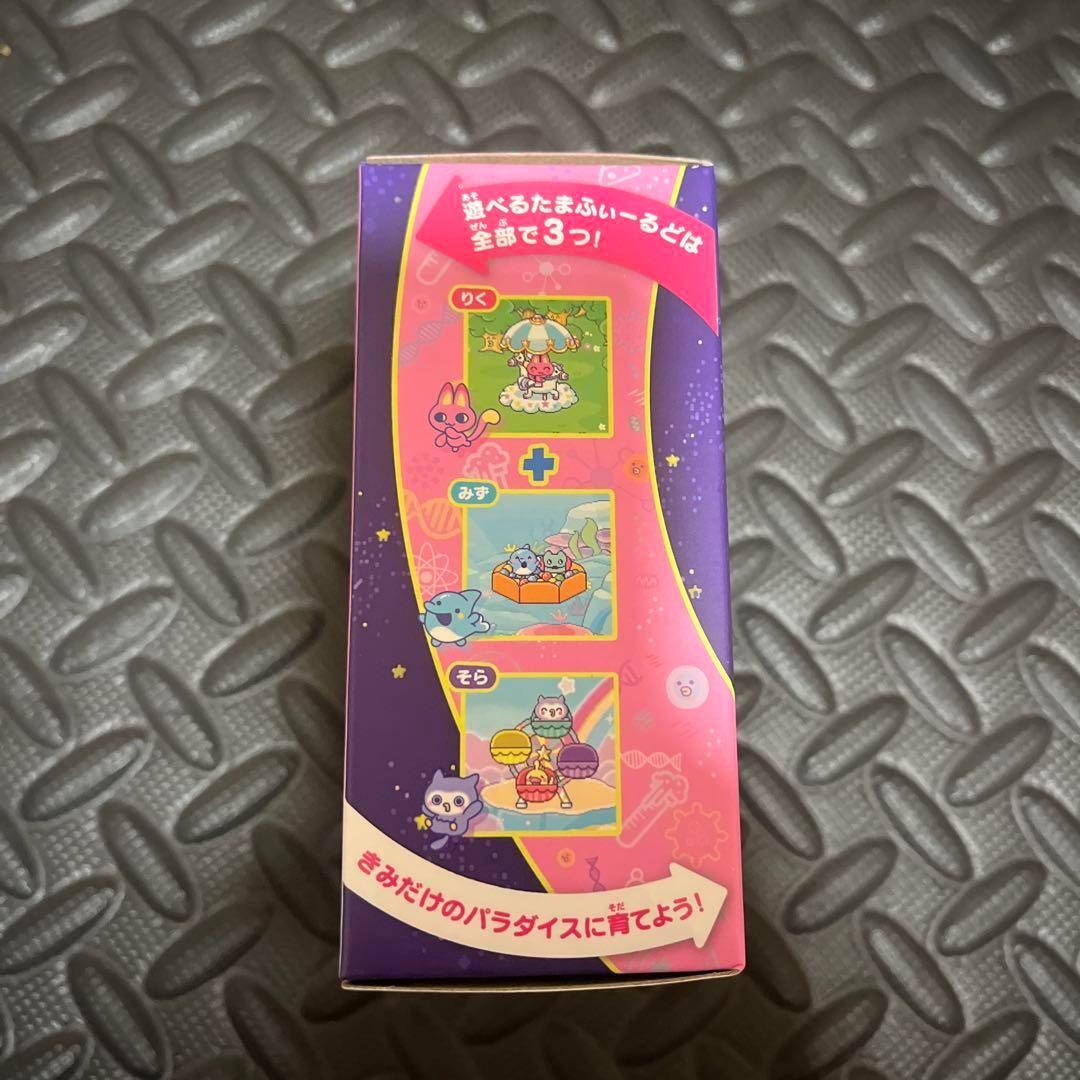 遊べるたまふぃーるどは
全部で3つ!
りく
みず
そら
きみだけのパラダイスに育てよう!